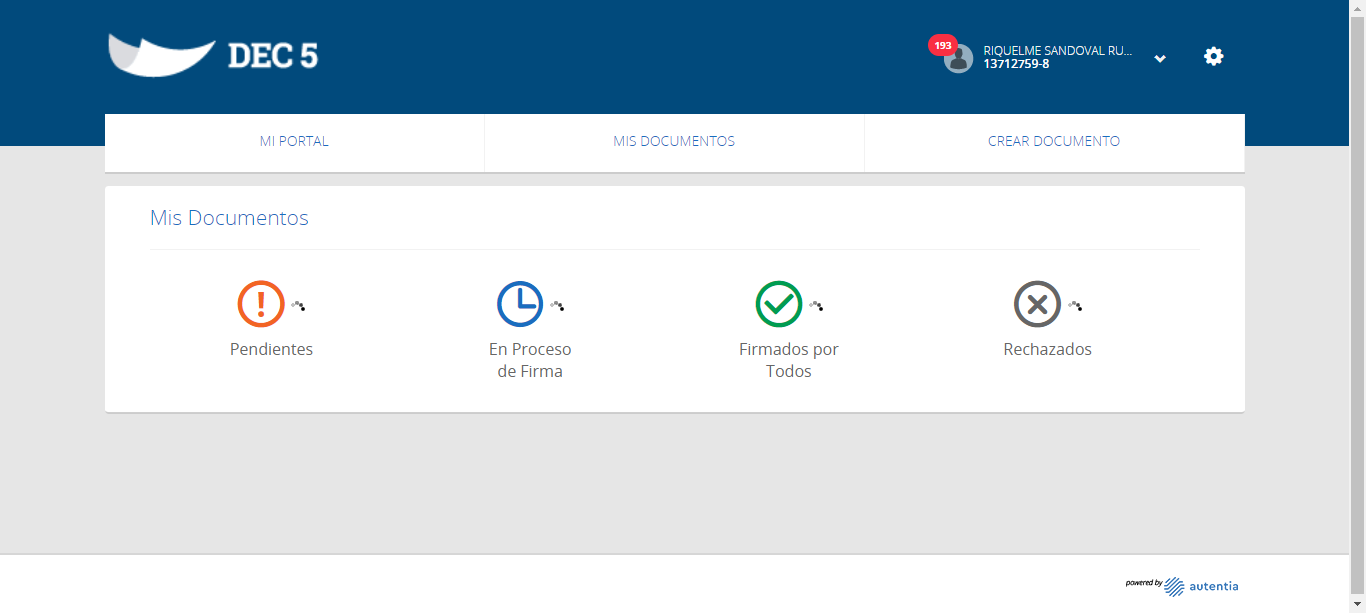 DEC 5
193
RIQUELME SANDOVAL RU...
13712759-8
MI PORTAL
MIS DOCUMENTOS
CREAR DOCUMENTO
Mis Documentos
Pendientes
En Proceso
de Firma
Firmados por
Todos
Rechazados
powered by
autentia